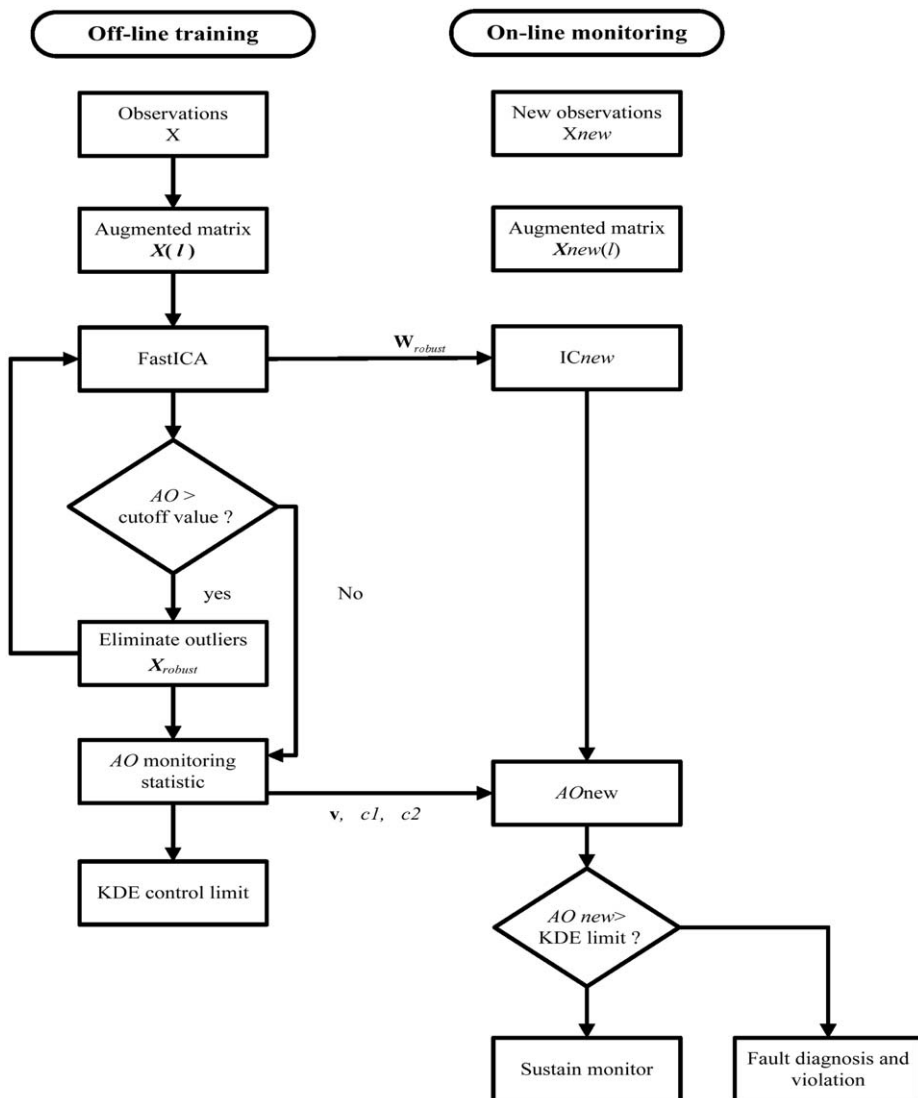 Off-line training
On-line monitoring
Observations
X
New observations
Xnew
Augmented matrix
X( l )
Augmented matrix
Xnew(l)
FastICA
W robust
ICnew
AO >
cutoff value ?
yes
No
Eliminate outliers
X robust
AO monitoring
statistic
v, c1, c2
AOnew
KDE control limit
AO new>
KDE limit ?
Sustain monitor
Fault diagnosis and
violation